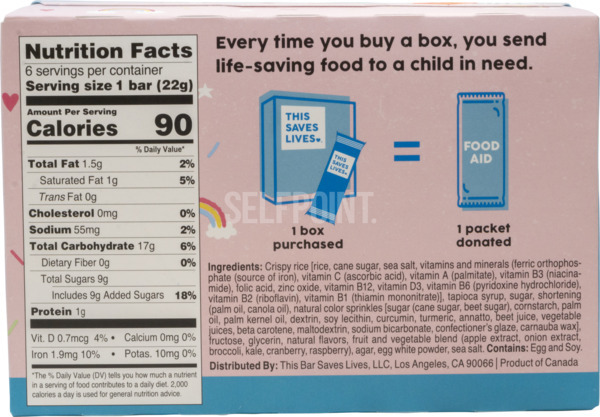 Nutrition Facts
6 servings per container
Serving size 1 bar (22g)
Amount Per Serving
Calories 90
% Daily Value*
Total Fat 1.5g 2%
Saturated Fat 1g 5%
Trans Fat 0g
Cholesterol 0mg 0%
Sodium 55mg 2%
Total Carbohydrate 17g 6%
Dietary Fiber 0g 0%
Total Sugars 9g
Includes 9g Added Sugars 18%
Protein 1g
Vit. D 0.7mcg 4% • Calcium 0mg 0%
Iron 1.9mg 10% • Potas. 10mg 0%
*The % Daily Value (DV) tells you how much a nutrient
in a serving of food contributes to a daily diet. 2,000
calories a day is used for general nutrition advice.
Every time you buy a box, you send
life-saving food to a child in need.
THIS
SAVES
LIVES
THIS
SAVES
LIVES
=
FOOD
AID
SELFPOINT.
1 box
purchased
1 packet
donated
Ingredients: Crispy rice [rice, cane sugar, sea salt, vitamins and minerals (ferric orthophos-
phate (source of iron), vitamin C (ascorbic acid), vitamin A (palmitate), vitamin B3 (niacina-
mide), folic acid, zinc oxide, vitamin B12, vitamin D3, vitamin B6 (pyridoxine hydrochloride),
vitamin B2 (riboflavin), vitamin B1 (thiamin mononitrate)], tapioca syrup, sugar, shortening
(palm oil, canola oil), natural color sprinkles [sugar (cane sugar, beet sugar), cornstarch, palm
oil, palm kernel oil, dextrin, soy lecithin, curcumin, turmeric, annatto, beet juice, vegetable
juices, beta carotene, maltodextrin, sodium bicarbonate, confectioner's glaze, carnauba wax],
fructose, glycerin, natural flavors, fruit and vegetable blend (apple extract, onion extract,
broccoli, kale, cranberry, raspberry), agar, egg white powder, sea salt. Contains: Egg and Soy.
Distributed By: This Bar Saves Lives, LLC, Los Angeles, CA 90066 | Product of Canada